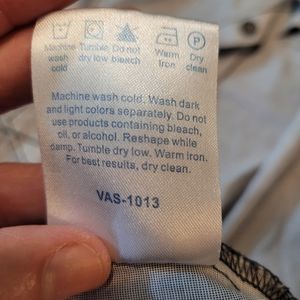 Machine Tumble Do not Warm Dry
wash dry low bleach Iron clean
cold
Machine wash cold. Wash dark
and light colors separately. Do not
use products containing bleach,
oil, or alcohol. Reshape while
damp. Tumble dry low. Warm iron.
For best results, dry clean.
VAS-1013